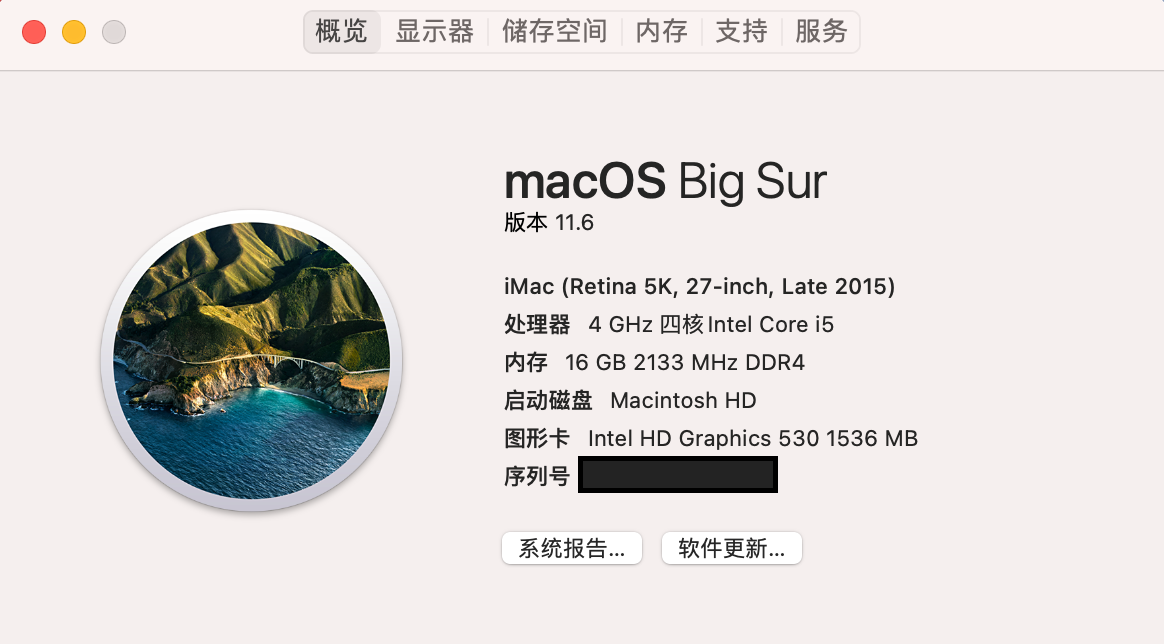 概览 显示器 储存空间 内存 支持 服务
macOS Big Sur
版本 11.6
iMac (Retina 5K, 27-inch, Late 2015)
处理器 4 GHz 四核Intel Core i5
内存 16 GB 2133 MHz DDR4
启动磁盘 Macintosh HD
图形卡 Intel HD Graphics 530 1536 MB
序列号
系统报告... 软件更新...